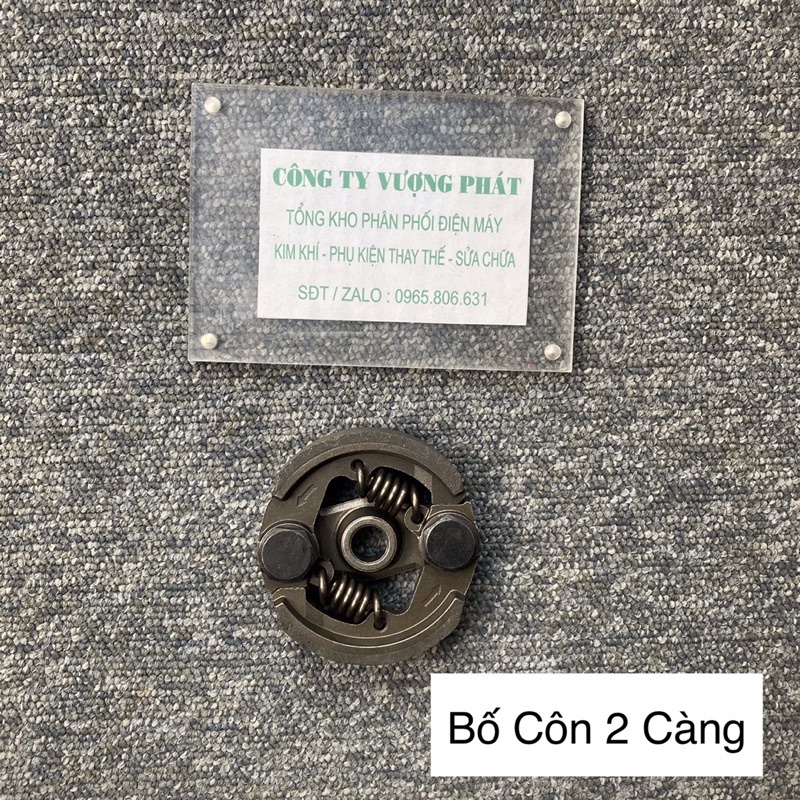 CÔNG TY VƯỢNG PHÁT
TỔNG KHO PHÂN PHỐI ĐIỆN MÁY
KIM KHÍ - PHỤ KIỆN THAY THẾ - SỬA CHỮA
SĐT / ZALO : 0965.806.631
Bố Côn 2 Càng